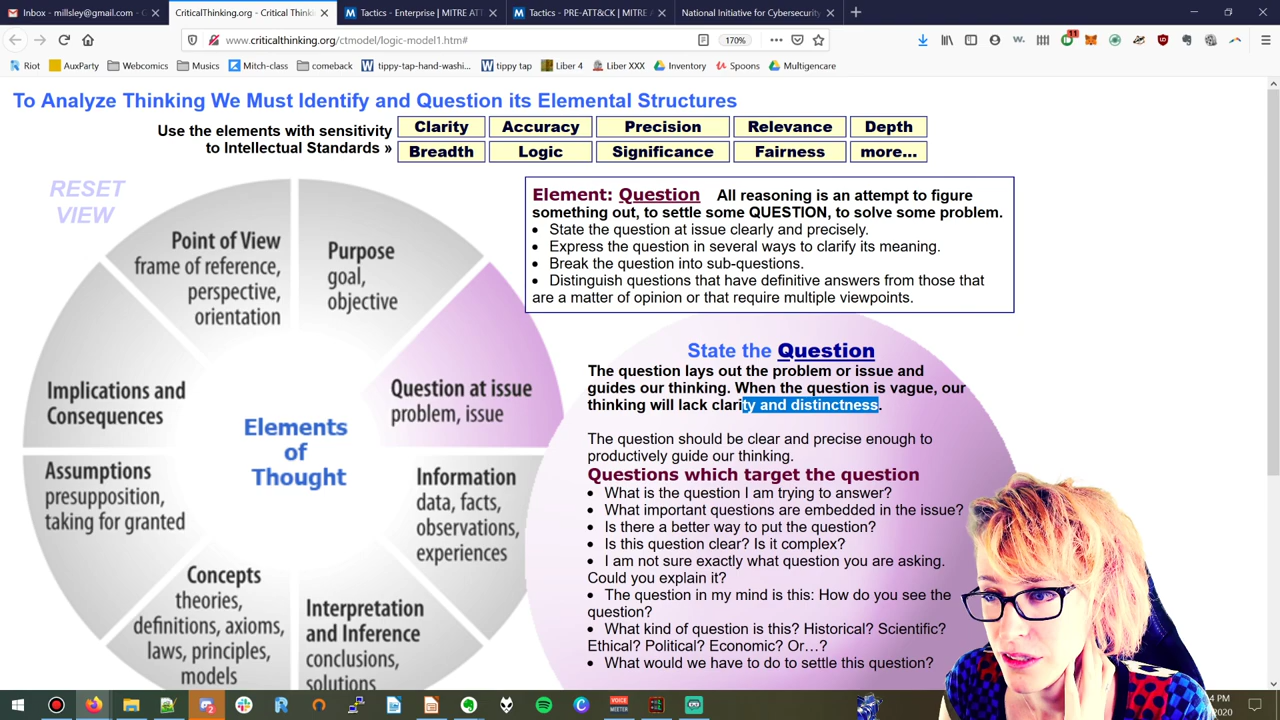 Inbox - millsley@gmail.com - G
CriticalThinking.org - Critical Thinki
Tactics - Enterprise | MITRE ATT
Tactics - PRE-ATT&CK | MITRE AT
National Initiative for Cybersecurity
www.criticalthinking.org/ctmodel/logic-model1.htm#
170%
11
Riot
AuxParty
Webcomics
Musics
Mitch-class
comeback
tippy-tap-hand-washi...
tippy tap
Liber 4
Liber XXX
Inventory
Spoons
Multigencare
To Analyze Thinking We Must Identify and Question its Elemental Structures
Use the elements with sensitivity
to Intellectual Standards »
Clarity Accuracy Precision Relevance Depth
Breadth Logic Significance Fairness more...
RESET
VIEW
Point of View
frame of reference,
perspective,
orientation
Purpose
goal,
objective
Question at issue
problem, issue
Information
data, facts,
observations,
experiences
Interpretation
and Inference
conclusions,
solutions
Concepts
theories,
definitions, axioms,
laws, principles,
models
Assumptions
presupposition,
taking for granted
Implications and
Consequences
Elements
of
Thought
Element: Question All reasoning is an attempt to figure
something out, to settle some QUESTION, to solve some problem.
• State the question at issue clearly and precisely.
• Express the question in several ways to clarify its meaning.
• Break the question into sub-questions.
• Distinguish questions that have definitive answers from those that
are a matter of opinion or that require multiple viewpoints.
State the Question
The question lays out the problem or issue and
guides our thinking. When the question is vague, our
thinking will lack clarity and distinctness.
The question should be clear and precise enough to
productively guide our thinking.
Questions which target the question
• What is the question I am trying to answer?
• What important questions are embedded in the issue?
• Is there a better way to put the question?
• Is this question clear? Is it complex?
• I am not sure exactly what question you are asking.
Could you explain it?
• The question in my mind is this: How do you see the
question?
• What kind of question is this? Historical? Scientific?
Ethical? Political? Economic? Or…?
• What would we have to do to settle this question?
VOICE
MEETER
4 PM
2020